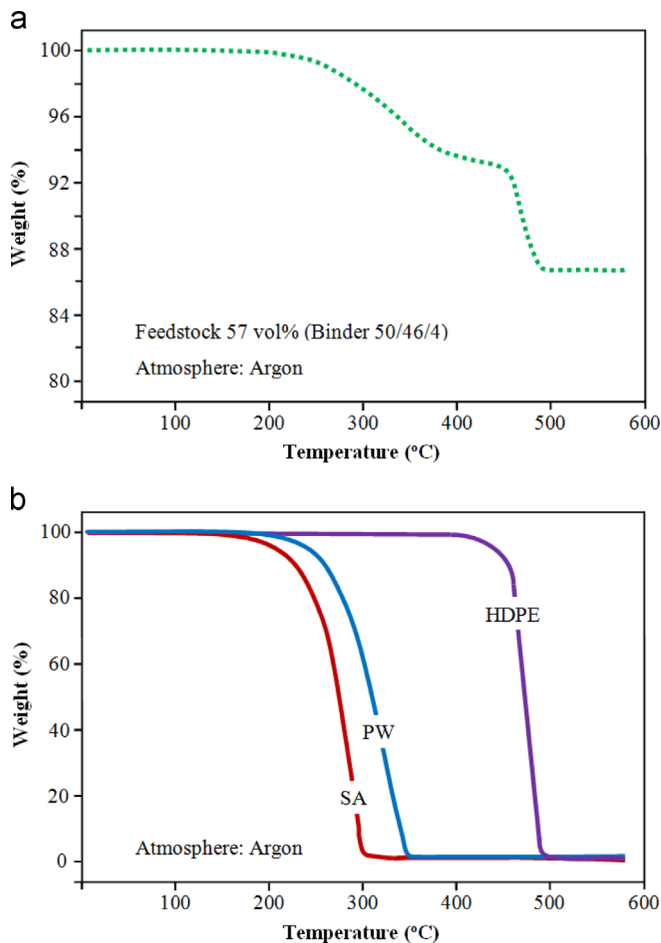 a
100
96
92
88
84
80
Weight (%)
Feedstock 57 vol% (Binder 50/46/4)
Atmosphere: Argon
100 200 300 400 500 600
Temperature (ºC)
b
100
80
60
40
20
0
Weight (%)
HDPE
PW
SA
Atmosphere: Argon
100 200 300 400 500 600
Temperature (ºC)